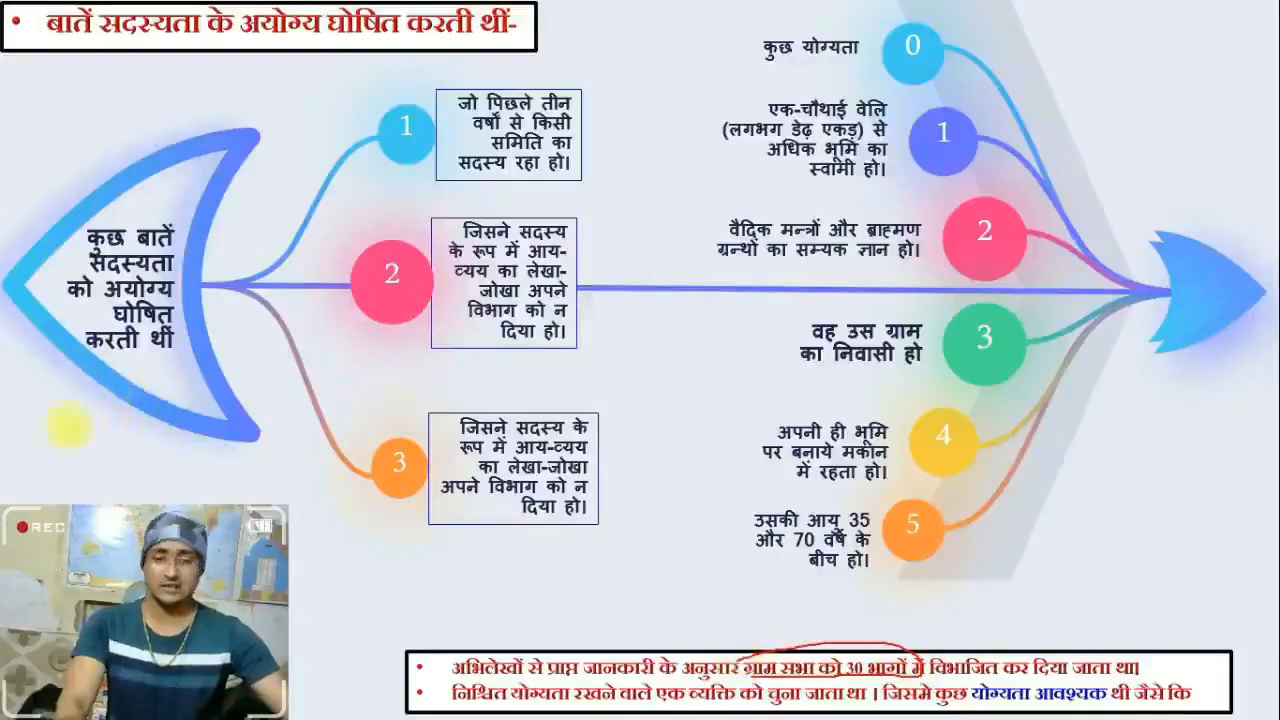 • बातें सदस्यता के अयोग्य घोषित करती थीं-
कुछ बातें
सदस्यता
को अयोग्य
घोषित
करती थीं
1
जो पिछले तीन
वर्षों से किसी
समिति का
सदस्य रहा हो।
2
जिसने सदस्य
के रूप में आय-
व्यय का लेखा-
जोखा अपने
विभाग को न
दिया हो।
3
जिसने सदस्य के
रूप में आय-व्यय
का लेखा-जोखा
अपने विभाग को न
दिया हो।
कुछ योग्यता
0
एक-चौथाई वेलि
(लगभग डेढ़ एकड़) से
अधिक भूमि का
स्वामी हो।
1
वैदिक मन्त्रों और ब्राह्मण
ग्रन्थों का सम्यक ज्ञान हो।
2
वह उस ग्राम
का निवासी हो
3
अपनी ही भूमि
पर बनाये मकान
में रहता हो।
4
उसकी आयु 35
और 70 वर्ष के
बीच हो।
5
REC
• अभिलेखों से प्राप्त जानकारी के अनुसार ग्राम सभा को 30 भागों में विभाजित कर दिया जाता था।
• निश्चित योग्यता रखने वाले एक व्यक्ति को चुना जाता था । जिसमे कुछ योग्यता आवश्यक थी जैसे कि